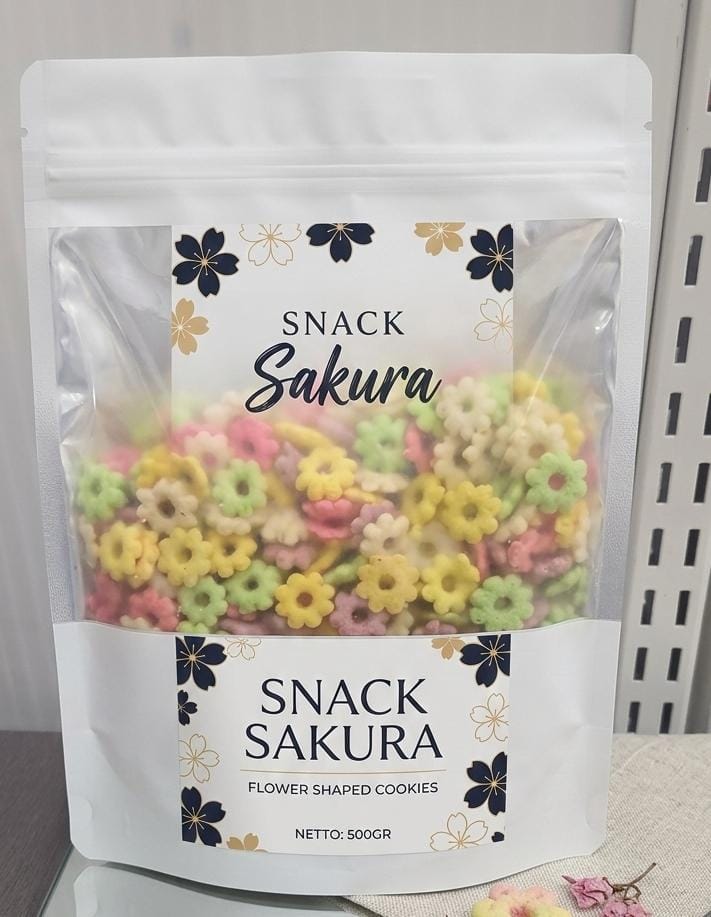 SNACK
Sakura
SNACK
SAKURA
FLOWER SHAPED COOKIES
NETTO: 500GR